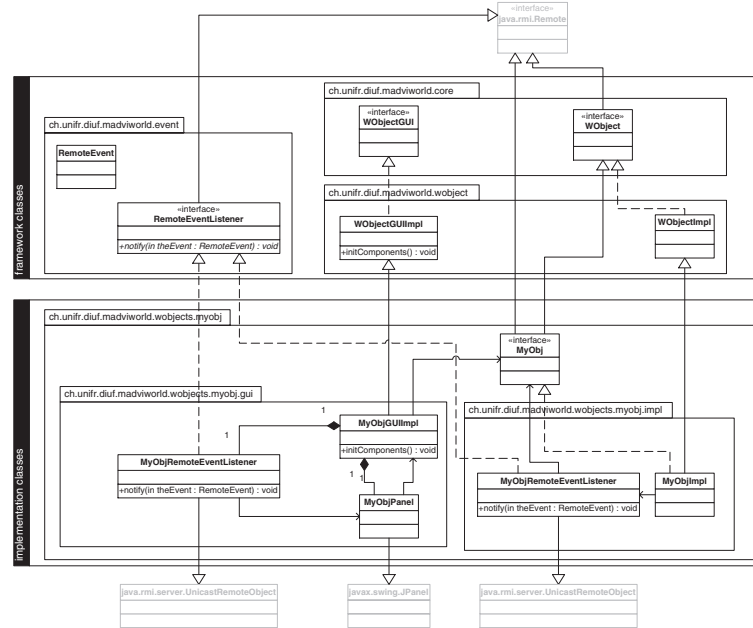 «interface»
java.rmi.Remote
framework classes
ch.unifr.diuf.madviworld.core
«interface»
WObjectGUI
«interface»
WObject
ch.unifr.diuf.madviworld.event
RemoteEvent
«interface»
RemoteEventListener
+notify(in theEvent : RemoteEvent) : void
ch.unifr.diuf.madviworld.wobject
WObjectGUIImpl
+initComponents() : void
WObjectImpl
implementation classes
ch.unifr.diuf.madviworld.wobjects.myobj
«interface»
MyObj
ch.unifr.diuf.madviworld.wobjects.myobj.gui
1
MyObjGUIImpl
+initComponents() : void
1
MyObjRemoteEventListener
+notify(in theEvent : RemoteEvent) : void
1
1
MyObjPanel
ch.unifr.diuf.madviworld.wobjects.myobj.impl
MyObjRemoteEventListener
+notify(in theEvent : RemoteEvent) : void
MyObjImpl
java.rmi.server.UnicastRemoteObject
javax.swing.JPanel
java.rmi.server.UnicastRemoteObject